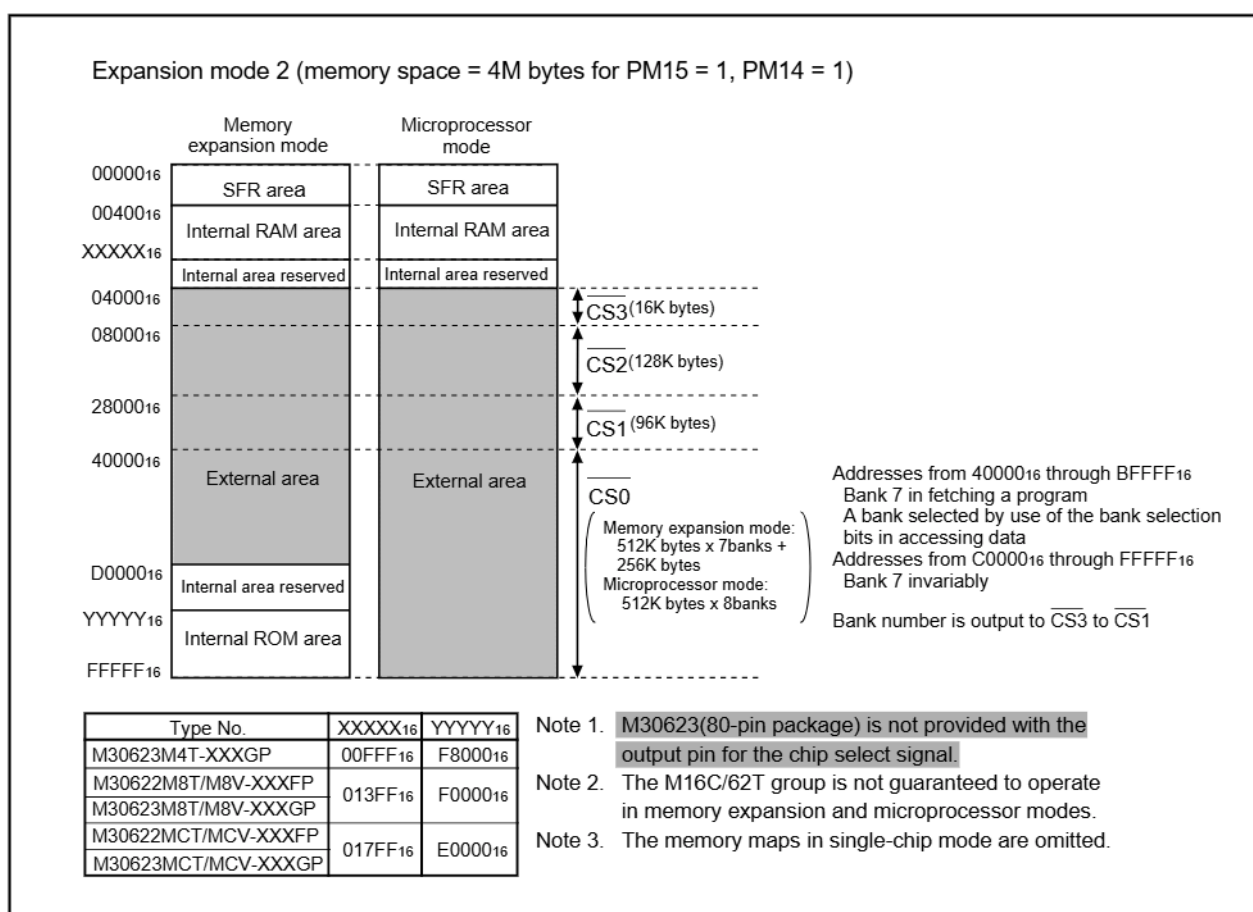 Expansion mode 2 (memory space = 4M bytes for PM15 = 1, PM14 = 1)
Memory
expansion mode
Microprocessor
mode
00000₁₆
SFR area
SFR area
00400₁₆
Internal RAM area
Internal RAM area
XXXXX₁₆
Internal area reserved
Internal area reserved
04000₁₆
CS3 (16K bytes)
08000₁₆
CS2 (128K bytes)
28000₁₆
CS1 (96K bytes)
40000₁₆
External area
External area
CS0
Memory expansion mode:
512K bytes x 7banks +
256K bytes
Microprocessor mode:
512K bytes x 8banks
Addresses from 40000₁₆ through BFFFF₁₆
Bank 7 in fetching a program
A bank selected by use of the bank selection
bits in accessing data
Addresses from C0000₁₆ through FFFFF₁₆
Bank 7 invariably
Bank number is output to CS3 to CS1
D0000₁₆
Internal area reserved
YYYYY₁₆
Internal ROM area
FFFFF₁₆
Type No. XXXXX₁₆ YYYYY₁₆
M30623M4T-XXXGP 00FFF₁₆ F8000₁₆
M30622M8T/M8V-XXXFP
013FF₁₆ F0000₁₆
M30623M8T/M8V-XXXGP
M30622MCT/MCV-XXXFP
017FF₁₆ E0000₁₆
M30623MCT/MCV-XXXGP
Note 1. M30623(80-pin package) is not provided with the
output pin for the chip select signal.
Note 2. The M16C/62T group is not guaranteed to operate
in memory expansion and microprocessor modes.
Note 3. The memory maps in single-chip mode are omitted.